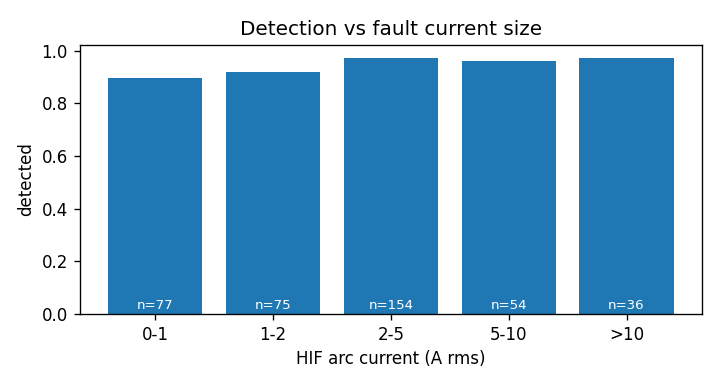 Detection vs fault current size
detected
1.0
0.8
0.6
0.4
0.2
0.0
n=77 n=75 n=154 n=54 n=36
0-1 1-2 2-5 5-10 >10
HIF arc current (A rms)